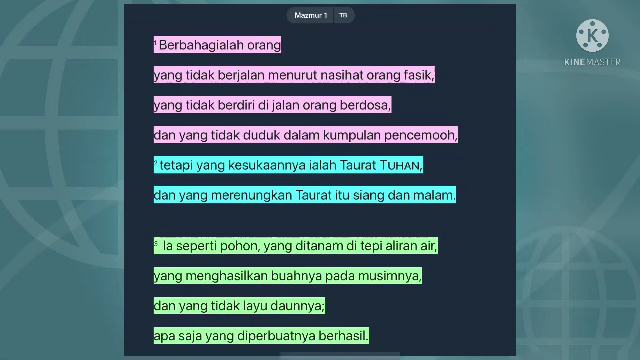 Mazmur 1 TB
K
KINEMASTER
1 Berbahagialah orang
yang tidak berjalan menurut nasihat orang fasik,
yang tidak berdiri di jalan orang berdosa,
dan yang tidak duduk dalam kumpulan pencemooh,
2 tetapi yang kesukaannya ialah Taurat TUHAN,
dan yang merenungkan Taurat itu siang dan malam.
3 Ia seperti pohon, yang ditanam di tepi aliran air,
yang menghasilkan buahnya pada musimnya,
dan yang tidak layu daunnya;
apa saja yang diperbuatnya berhasil.